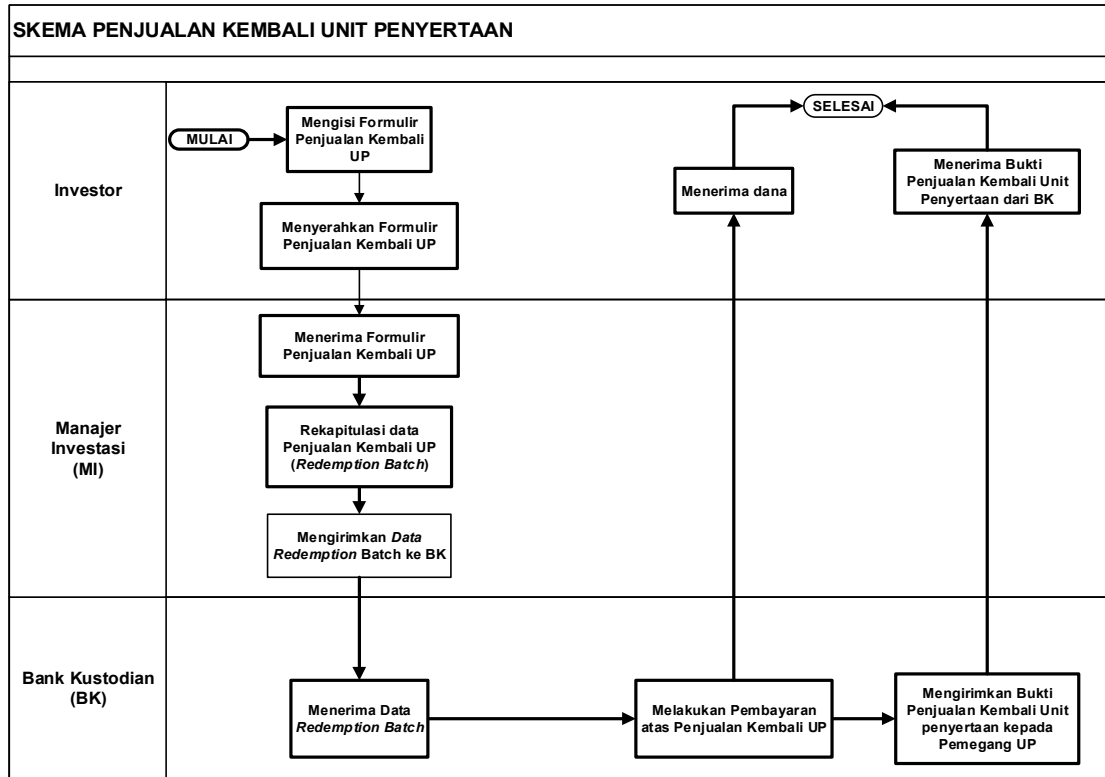 SKEMA PENJUALAN KEMBALI UNIT PENYERTAAN
Investor
MULAI
Mengisi Formulir
Penjualan Kembali
UP
Menyerahkan Formulir
Penjualan Kembali UP
Menerima dana
SELESAI
Menerima Bukti
Penjualan Kembali Unit
Penyertaan dari BK
Manajer
Investasi
(MI)
Menerima Formulir
Penjualan Kembali UP
Rekapitulasi data
Penjualan Kembali UP
(Redemption Batch)
Mengirimkan Data
Redemption Batch ke BK
Bank Kustodian
(BK)
Menerima Data
Redemption Batch
Melakukan Pembayaran
atas Penjualan Kembali UP
Mengirimkan Bukti
Penjualan Kembali Unit
penyertaan kepada
Pemegang UP